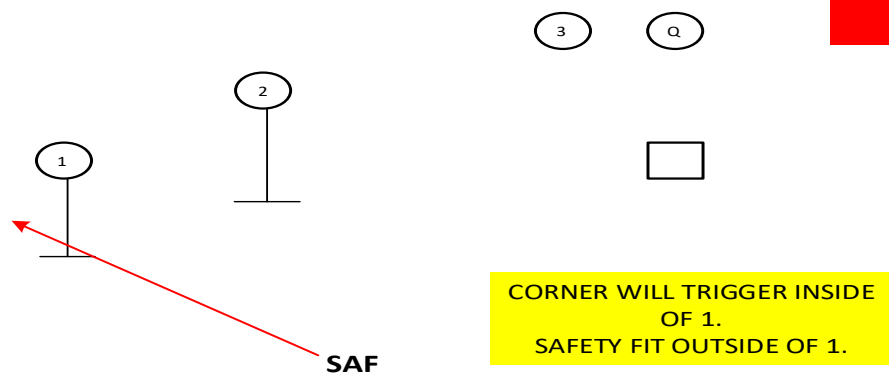 3
Q
2
1
CORNER WILL TRIGGER INSIDE
OF 1.
SAFETY FIT OUTSIDE OF 1.
SAF